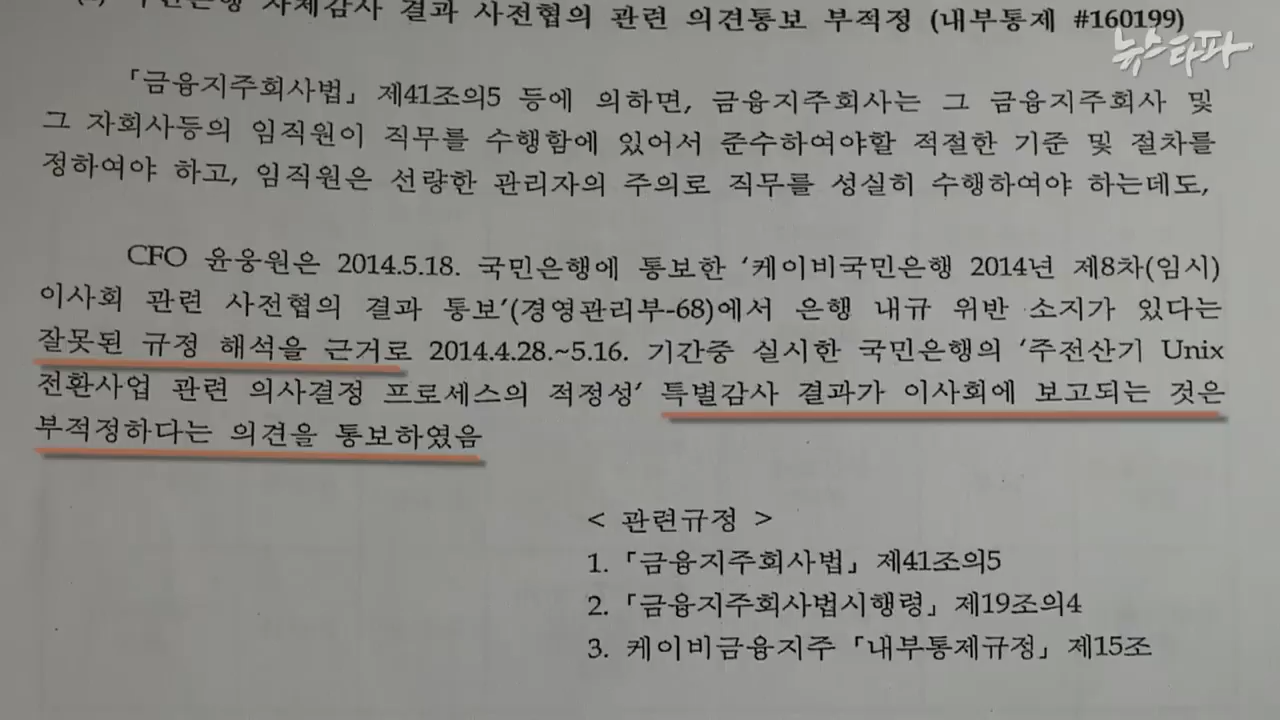 자체감사 결과 사전협의 관련 의견통보 부적정 (내부통제 #160199)
뉴스타파
「금융지주회사법」 제41조의5 등에 의하면, 금융지주회사는 그 금융지주회사 및
그 자회사등의 임직원이 직무를 수행함에 있어서 준수하여야할 적절한 기준 및 절차를
정하여야 하고, 임직원은 선량한 관리자의 주의로 직무를 성실히 수행하여야 하는데도,
CFO 윤웅원은 2014.5.18. 국민은행에 통보한 '케이비국민은행 2014년 제8차(임시)
이사회 관련 사전협의 결과 통보'(경영관리부-68)에서 은행 내규 위반 소지가 있다는
잘못된 규정 해석을 근거로 2014.4.28.~5.16. 기간중 실시한 국민은행의 '주전산기 Unix
전환사업 관련 의사결정 프로세스의 적정성' 특별감사 결과가 이사회에 보고되는 것은
부적정하다는 의견을 통보하였음
< 관련규정 >
1. 「금융지주회사법」 제41조의5
2. 「금융지주회사법시행령」 제19조의4
3. 케이비금융지주 「내부통제규정」 제15조